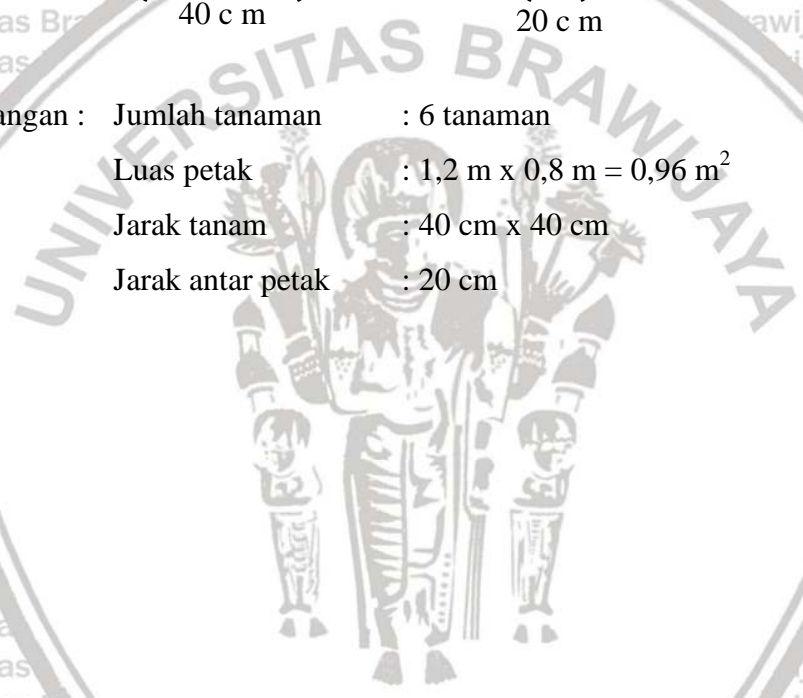 40 c m 20 c m
UNIVERSITAS BRAWIJAYA
angan : Jumlah tanaman : 6 tanaman
Luas petak : 1,2 m x 0,8 m = 0,96 m²
Jarak tanam : 40 cm x 40 cm
Jarak antar petak : 20 cm